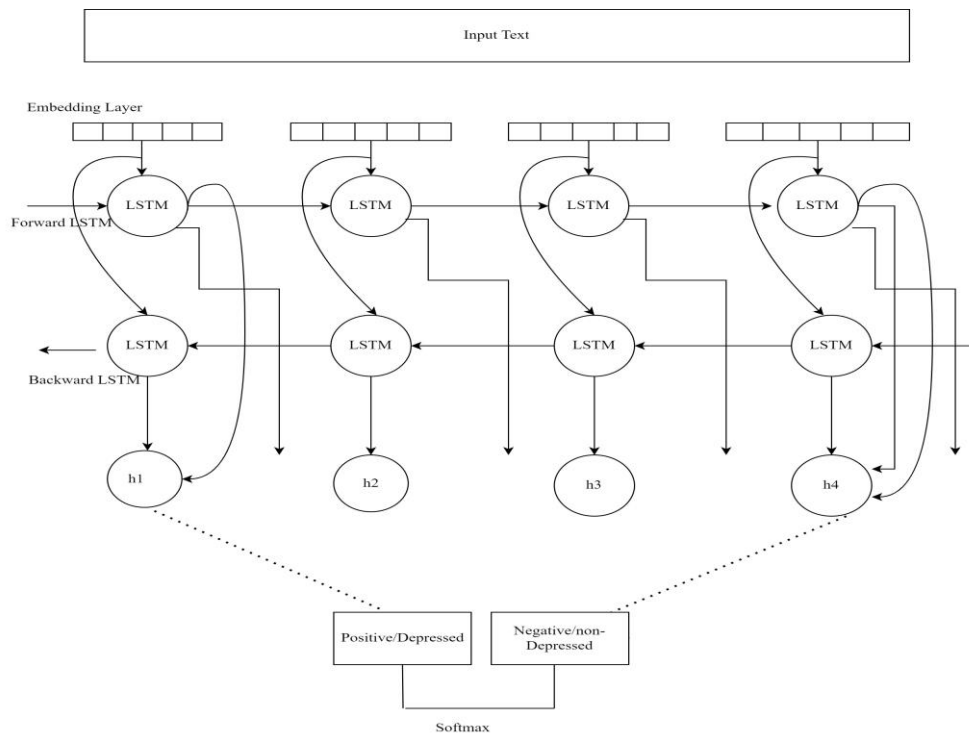 Input Text
Embedding Layer
LSTM
LSTM
LSTM
LSTM
Forward LSTM
LSTM
LSTM
LSTM
LSTM
Backward LSTM
h1
h2
h3
h4
Positive/Depressed
Negative/non-
Depressed
Softmax